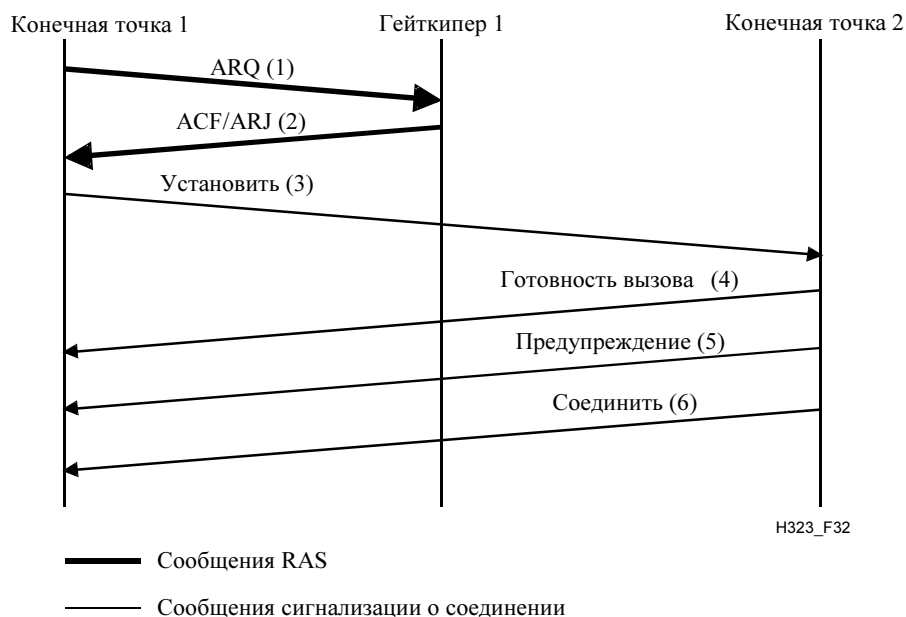 Конечная точка 1
Гейткипер 1
Конечная точка 2
ARQ (1)
ACF/ARJ (2)
Установить (3)
Готовность вызова (4)
Предупреждение (5)
Соединить (6)
H323_F32
Сообщения RAS
Сообщения сигнализации о соединении